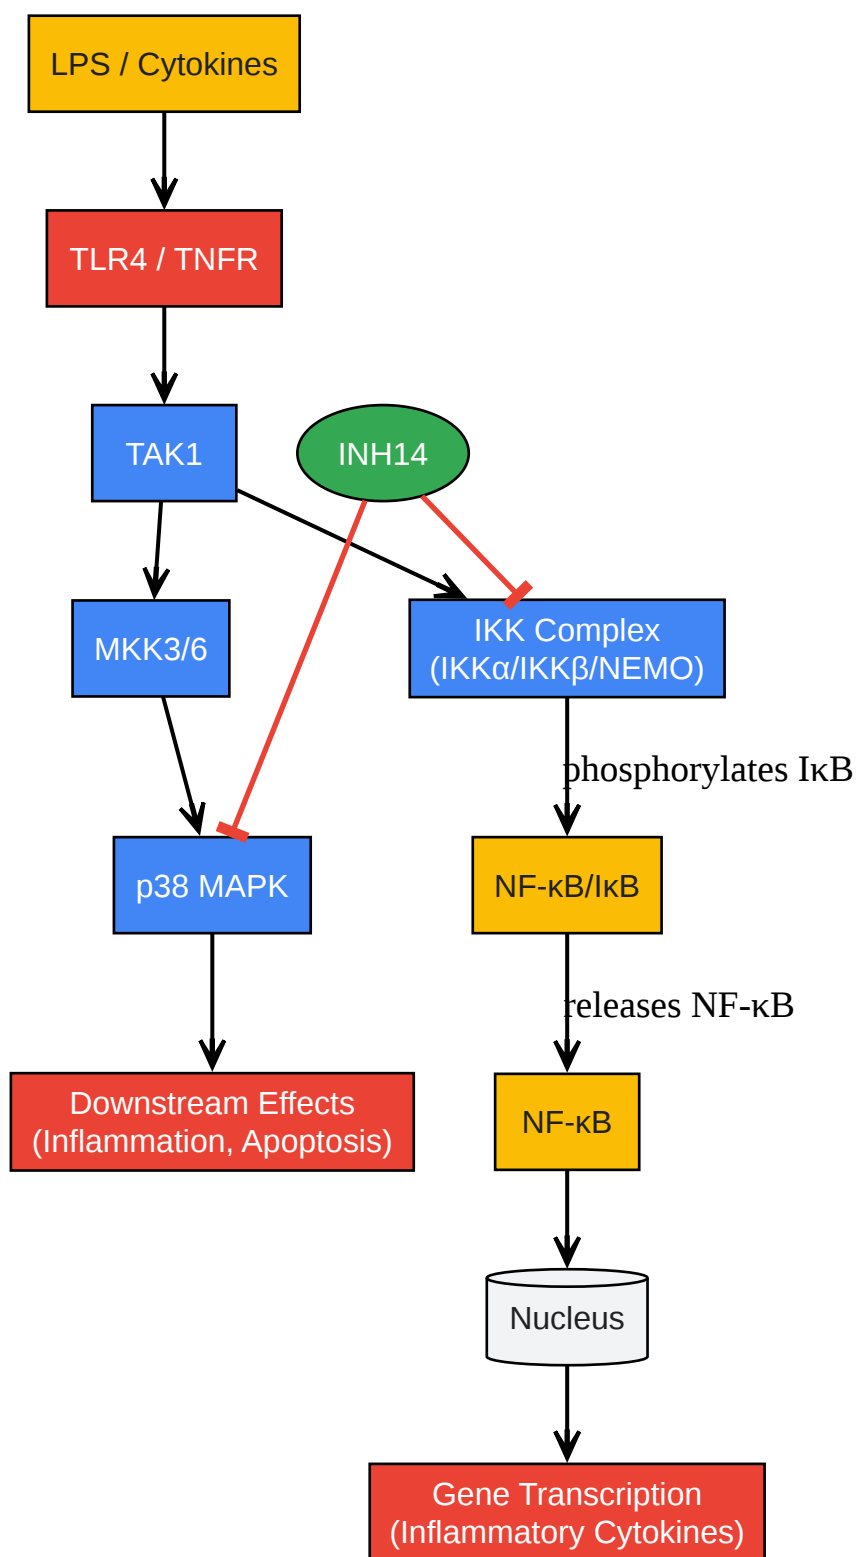 LPS / Cytokines
TLR4 / TNFR
TAK1
INH14
MKK3/6
IKK Complex
(IKKα/IKKβ/NEMO)
phosphorylates IκB
p38 MAPK
NF-κB/IκB
releases NF-κB
Downstream Effects
(Inflammation, Apoptosis)
NF-κB
Nucleus
Gene Transcription
(Inflammatory Cytokines)